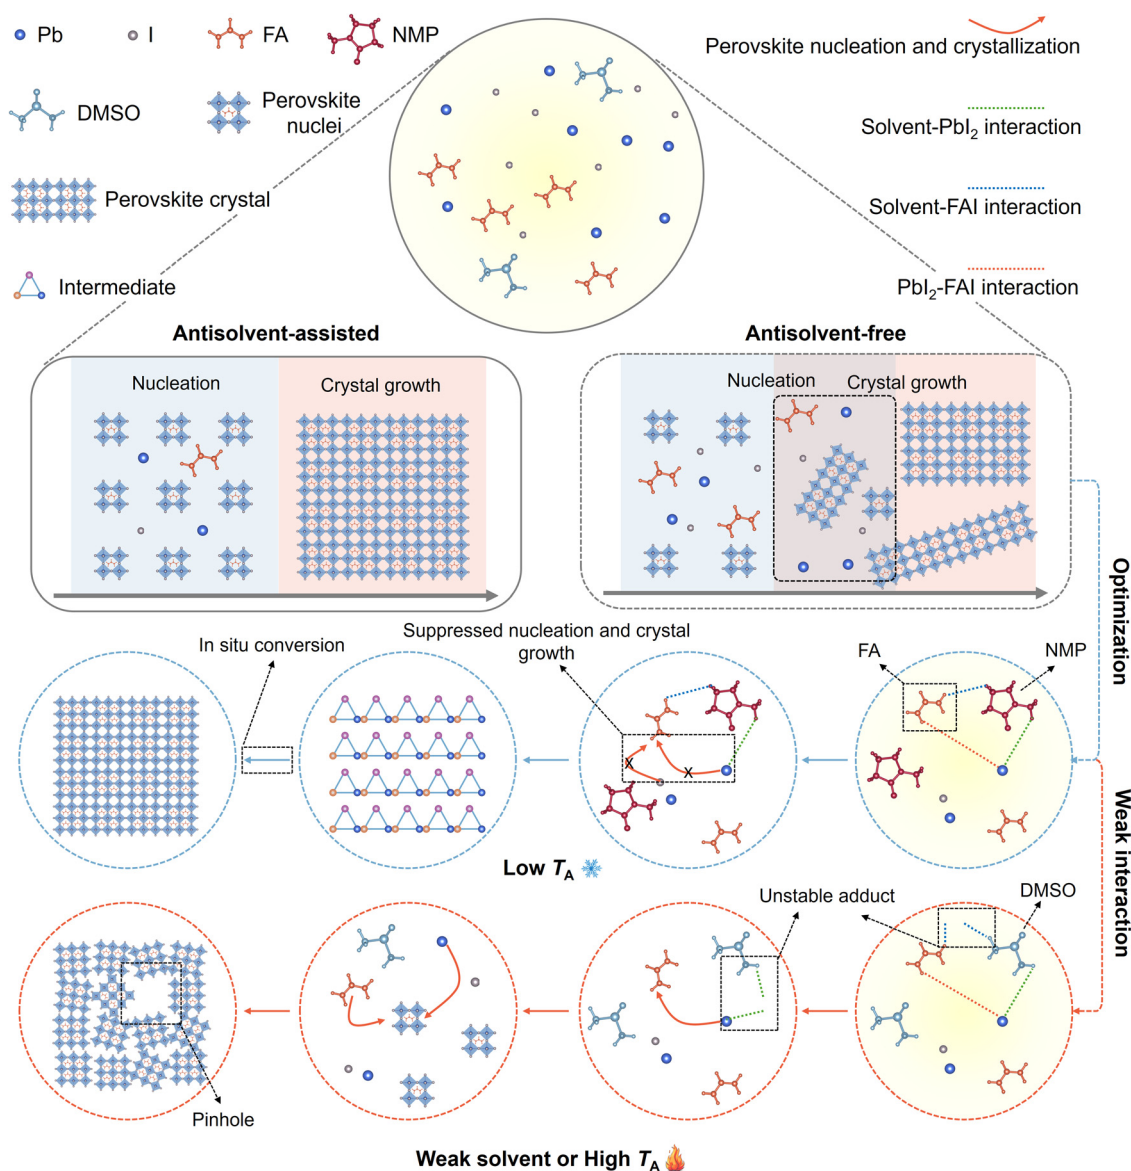 Pb
I
FA
NMP
Perovskite nucleation and crystallization
DMSO
Perovskite
nuclei
Solvent-PbI₂ interaction
Perovskite crystal
Solvent-FAI interaction
Intermediate
PbI₂-FAI interaction
Antisolvent-assisted
Antisolvent-free
Nucleation
Crystal growth
Nucleation
Crystal growth
Optimization
Suppressed nucleation and crystal
growth
In situ conversion
FA
NMP
X
X
Low T_A
Weak interaction
Unstable adduct
DMSO
Pinhole
Weak solvent or High T_A